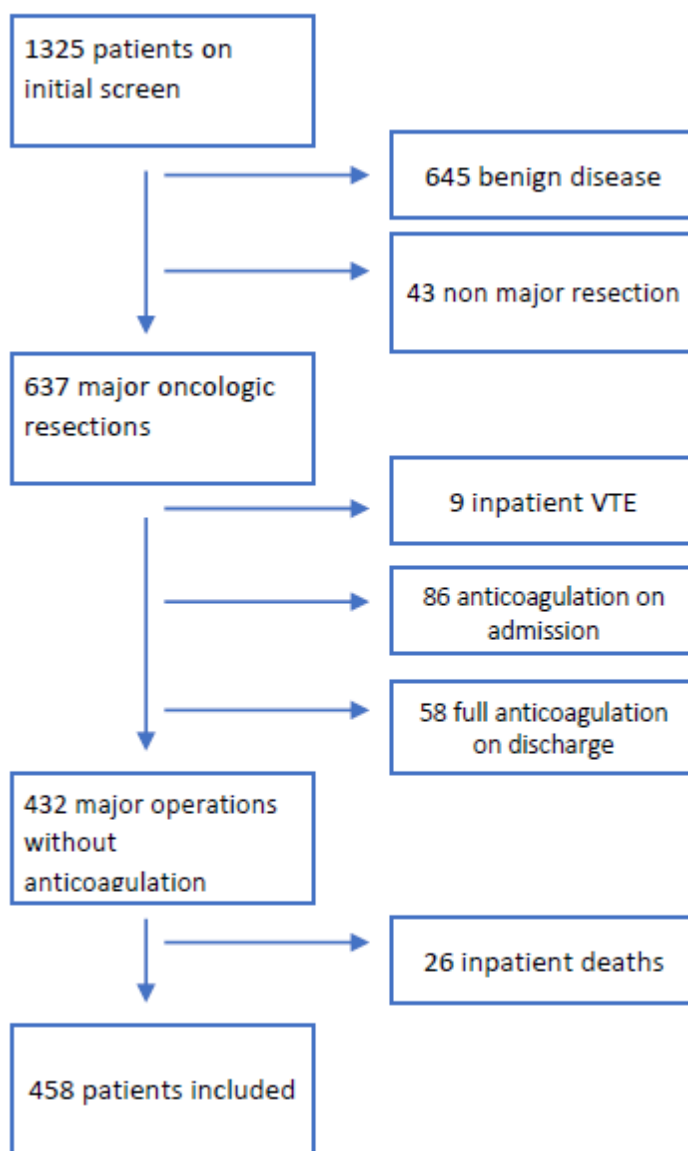 1325 patients on
initial screen
645 benign disease
43 non major resection
637 major oncologic
resections
9 inpatient VTE
86 anticoagulation on
admission
58 full anticoagulation
on discharge
432 major operations
without
anticoagulation
26 inpatient deaths
458 patients included